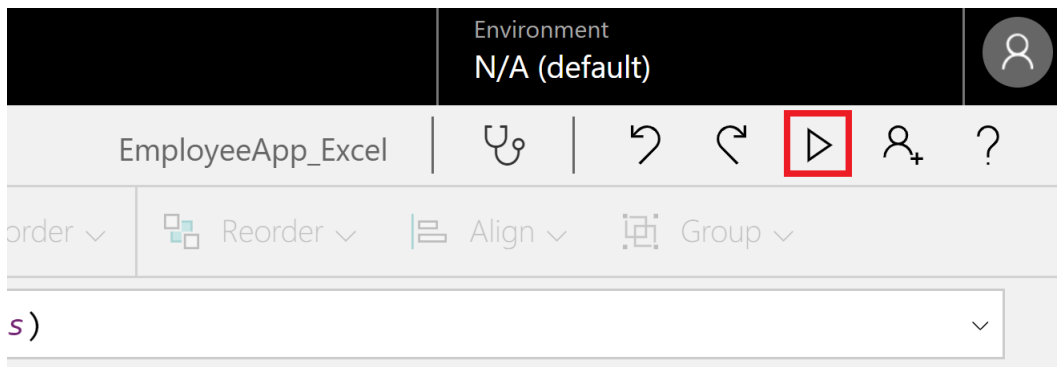 Environment
N/A (default)
EmployeeApp_Excel ?
order Reorder Align Group
s)